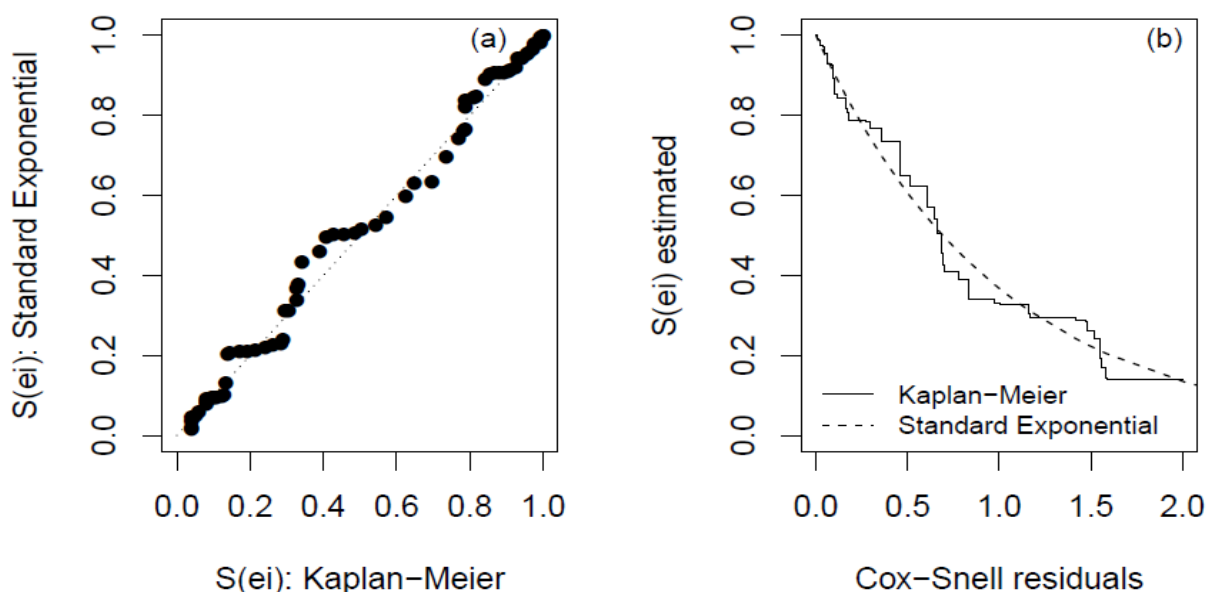 (a)
S(ei): Standard Exponential
1.0
0.8
0.6
0.4
0.2
0.0
0.0 0.2 0.4 0.6 0.8 1.0
S(ei): Kaplan−Meier
(b)
S(ei) estimated
1.0
0.8
0.6
0.4
0.2
0.0
Kaplan−Meier
Standard Exponential
0.0 0.5 1.0 1.5 2.0
Cox−Snell residuals